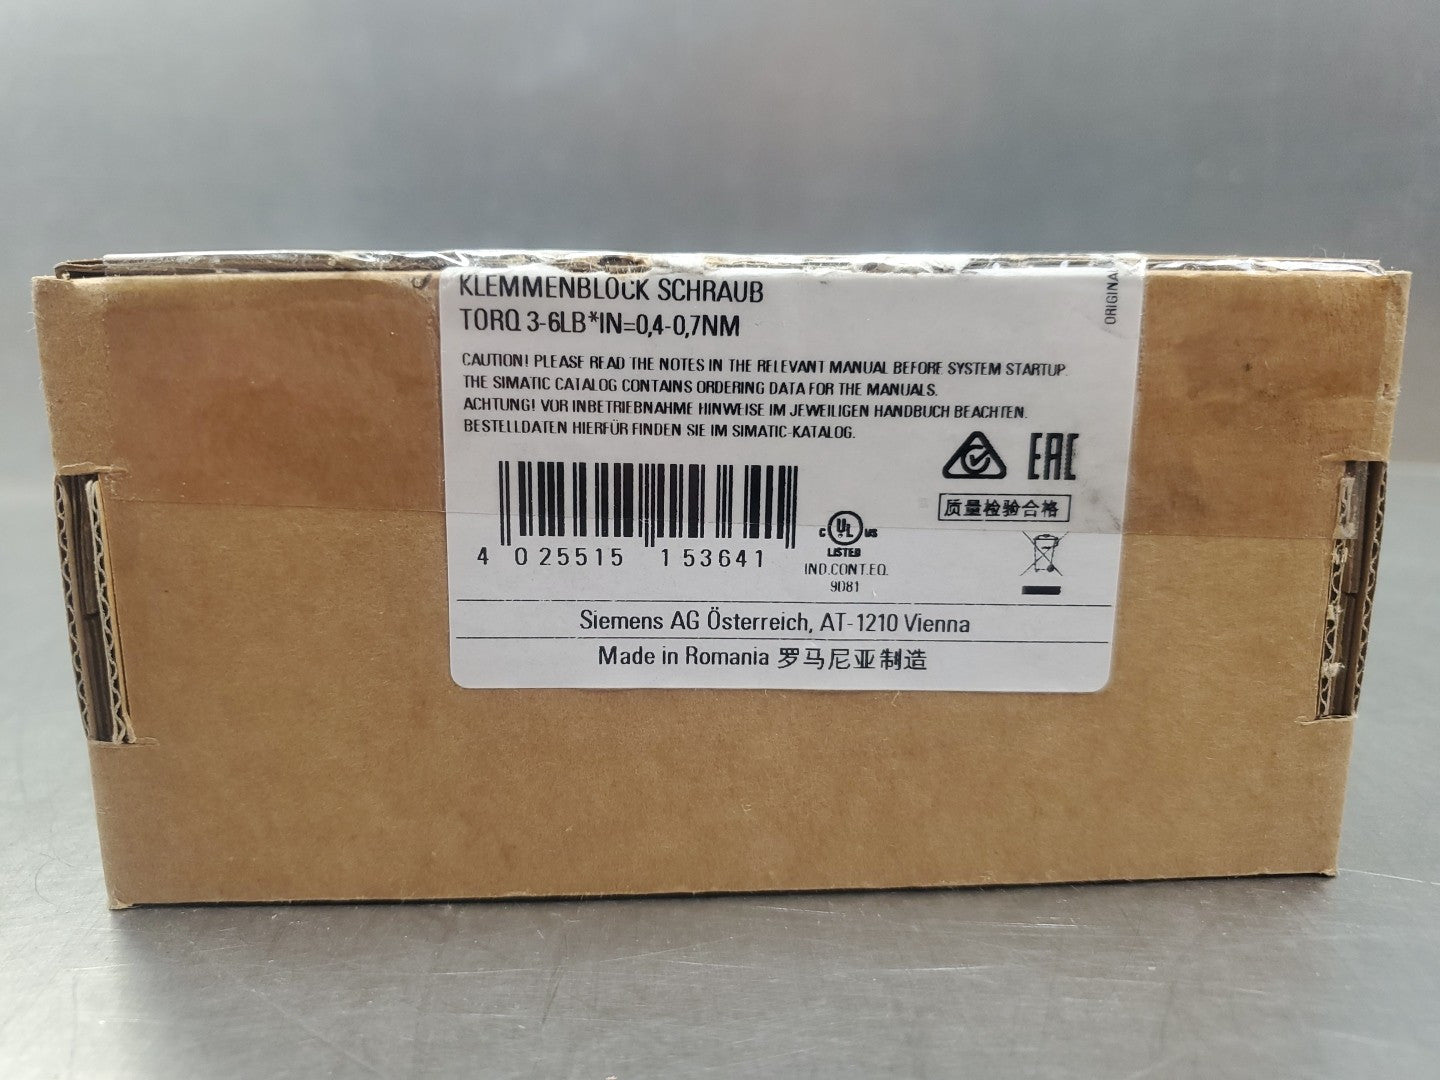 KLEMMENBLOCK SCHRAUB
TORQ 3-6LB*IN=0,4-0,7NM
ORIGINA
CAUTION! PLEASE READ THE NOTES IN THE RELEVANT MANUAL BEFORE SYSTEM STARTUP.
THE SIMATIC CATALOG CONTAINS ORDERING DATA FOR THE MANUALS.
ACHTUNG! VOR INBETRIEBNAHME HINWEISE IM JEWEILIGEN HANDBUCH BEACHTEN.
BESTELLDATEN HIERFÜR FINDEN SIE IM SIMATIC-KATALOG.
EAC
质量检验合格
4 025515 153641
C UL US
LISTED
IND.CONT.EQ.
9D81
Siemens AG Österreich, AT-1210 Vienna
Made in Romania 罗马尼亚制造